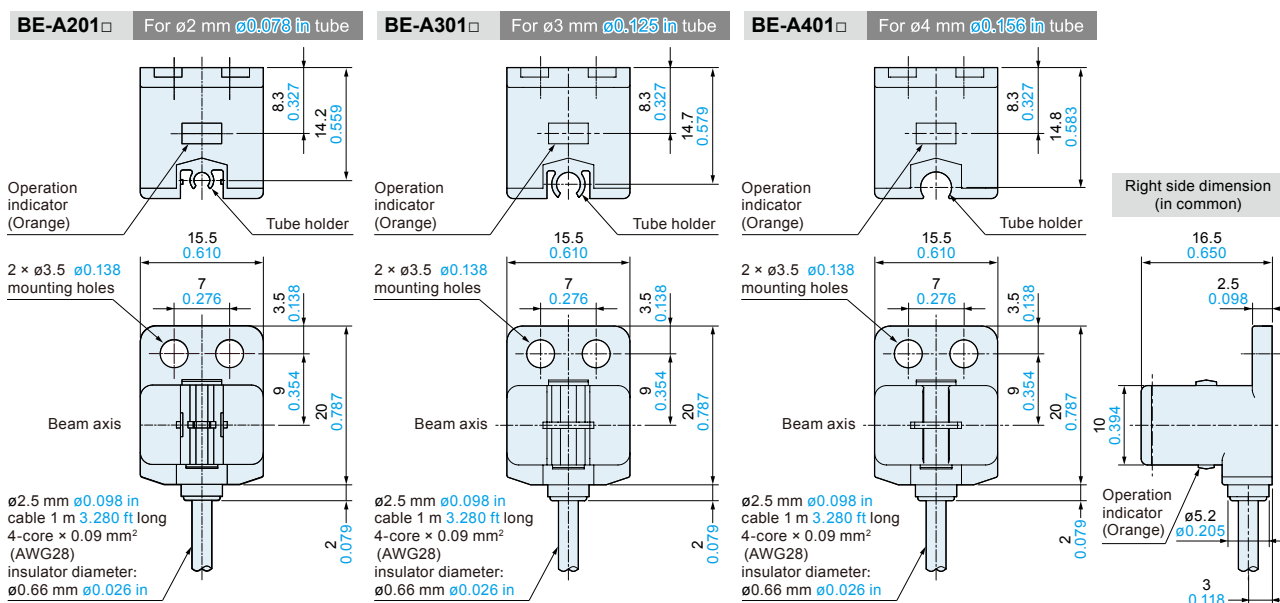 BE-A201□ For ø2 mm ø0.078 in tube
8.3
0.327
14.2
0.559
Operation
indicator
(Orange)
Tube holder
15.5
0.610
2 × ø3.5 ø0.138
mounting holes
7
0.276
3.5
0.138
9
0.354
20
0.787
Beam axis
ø2.5 mm ø0.098 in
cable 1 m 3.280 ft long
4-core × 0.09 mm²
(AWG28)
insulator diameter:
ø0.66 mm ø0.026 in
2
0.079
BE-A301□ For ø3 mm ø0.125 in tube
8.3
0.327
14.7
0.579
Operation
indicator
(Orange)
Tube holder
15.5
0.610
2 × ø3.5 ø0.138
mounting holes
7
0.276
3.5
0.138
9
0.354
20
0.787
Beam axis
ø2.5 mm ø0.098 in
cable 1 m 3.280 ft long
4-core × 0.09 mm²
(AWG28)
insulator diameter:
ø0.66 mm ø0.026 in
2
0.079
BE-A401□ For ø4 mm ø0.156 in tube
8.3
0.327
14.8
0.583
Operation
indicator
(Orange)
Tube holder
15.5
0.610
2 × ø3.5 ø0.138
mounting holes
7
0.276
3.5
0.138
9
0.354
20
0.787
Beam axis
ø2.5 mm ø0.098 in
cable 1 m 3.280 ft long
4-core × 0.09 mm²
(AWG28)
insulator diameter:
ø0.66 mm ø0.026 in
2
0.079
Right side dimension
(in common)
16.5
0.650
2.5
0.098
10
0.394
Operation
indicator
(Orange)
ø5.2
ø0.205
3
0.118